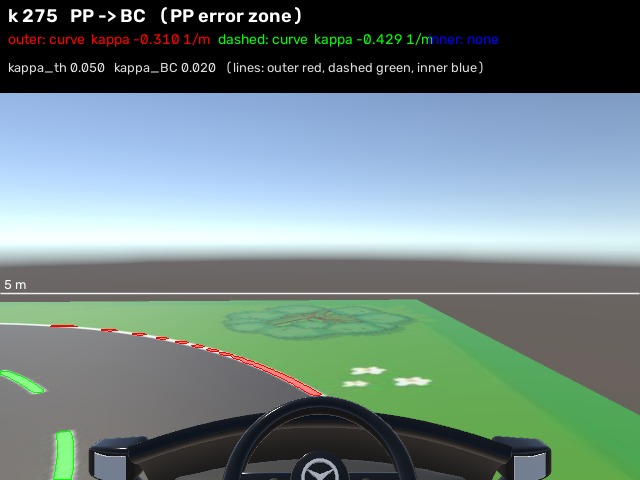 k 275 PP -> BC (PP error zone)
outer: curve kappa -0.310 1/m dashed: curve kappa -0.429 1/m inner: none
kappa_th 0.050 kappa_BC 0.020 (lines: outer red, dashed green, inner blue)
5 m